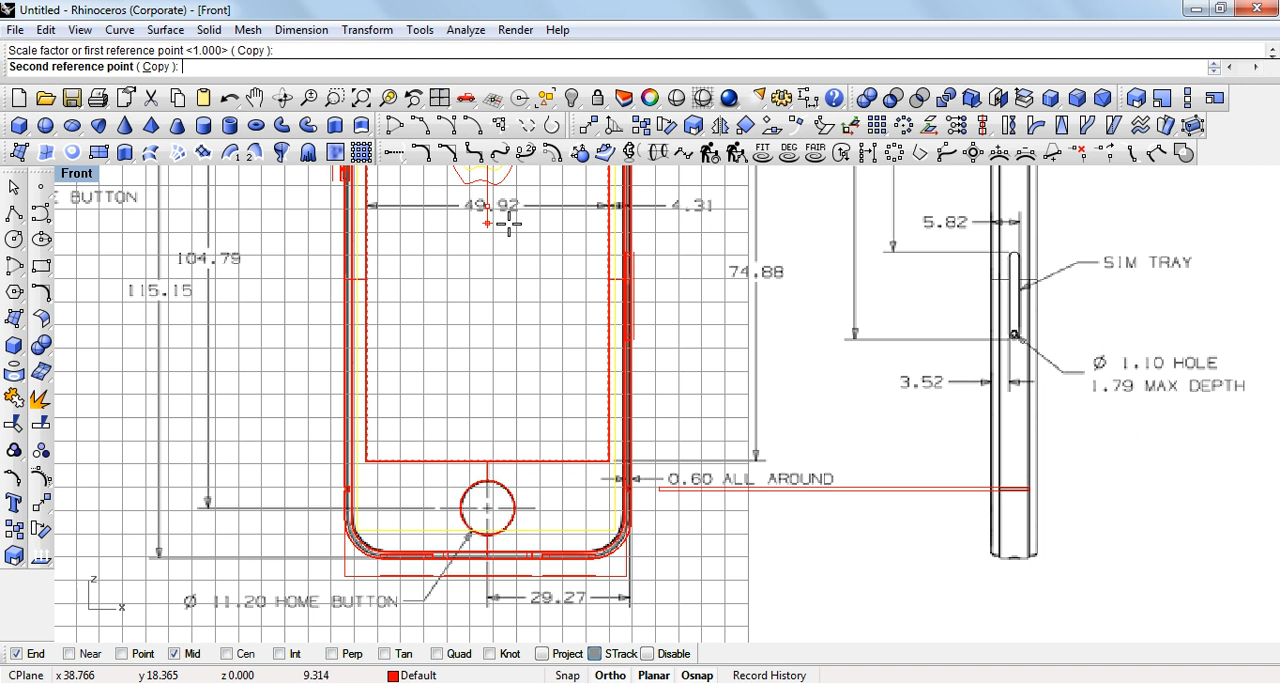 Untitled - Rhinoceros (Corporate) - [Front]
File Edit View Curve Surface Solid Mesh Dimension Transform Tools Analyze Render Help
Scale factor or first reference point <1.000> ( Copy ):
Second reference point ( Copy ):
FIT DEG FAIR
Front
E BUTTON
49.92
4.31
5.82
104.79
SIM TRAY
74.88
115.15
Ø 1.10 HOLE
3.52
1.79 MAX DEPTH
0.60 ALL AROUND
z
x
Ø 11.20 HOME BUTTON
29.27
End Near Point Mid Cen Int Perp Tan Quad Knot Project STrack Disable
CPlane x 38.766 y 18.365 z 0.000 9.314 Default Snap Ortho Planar Osnap Record History